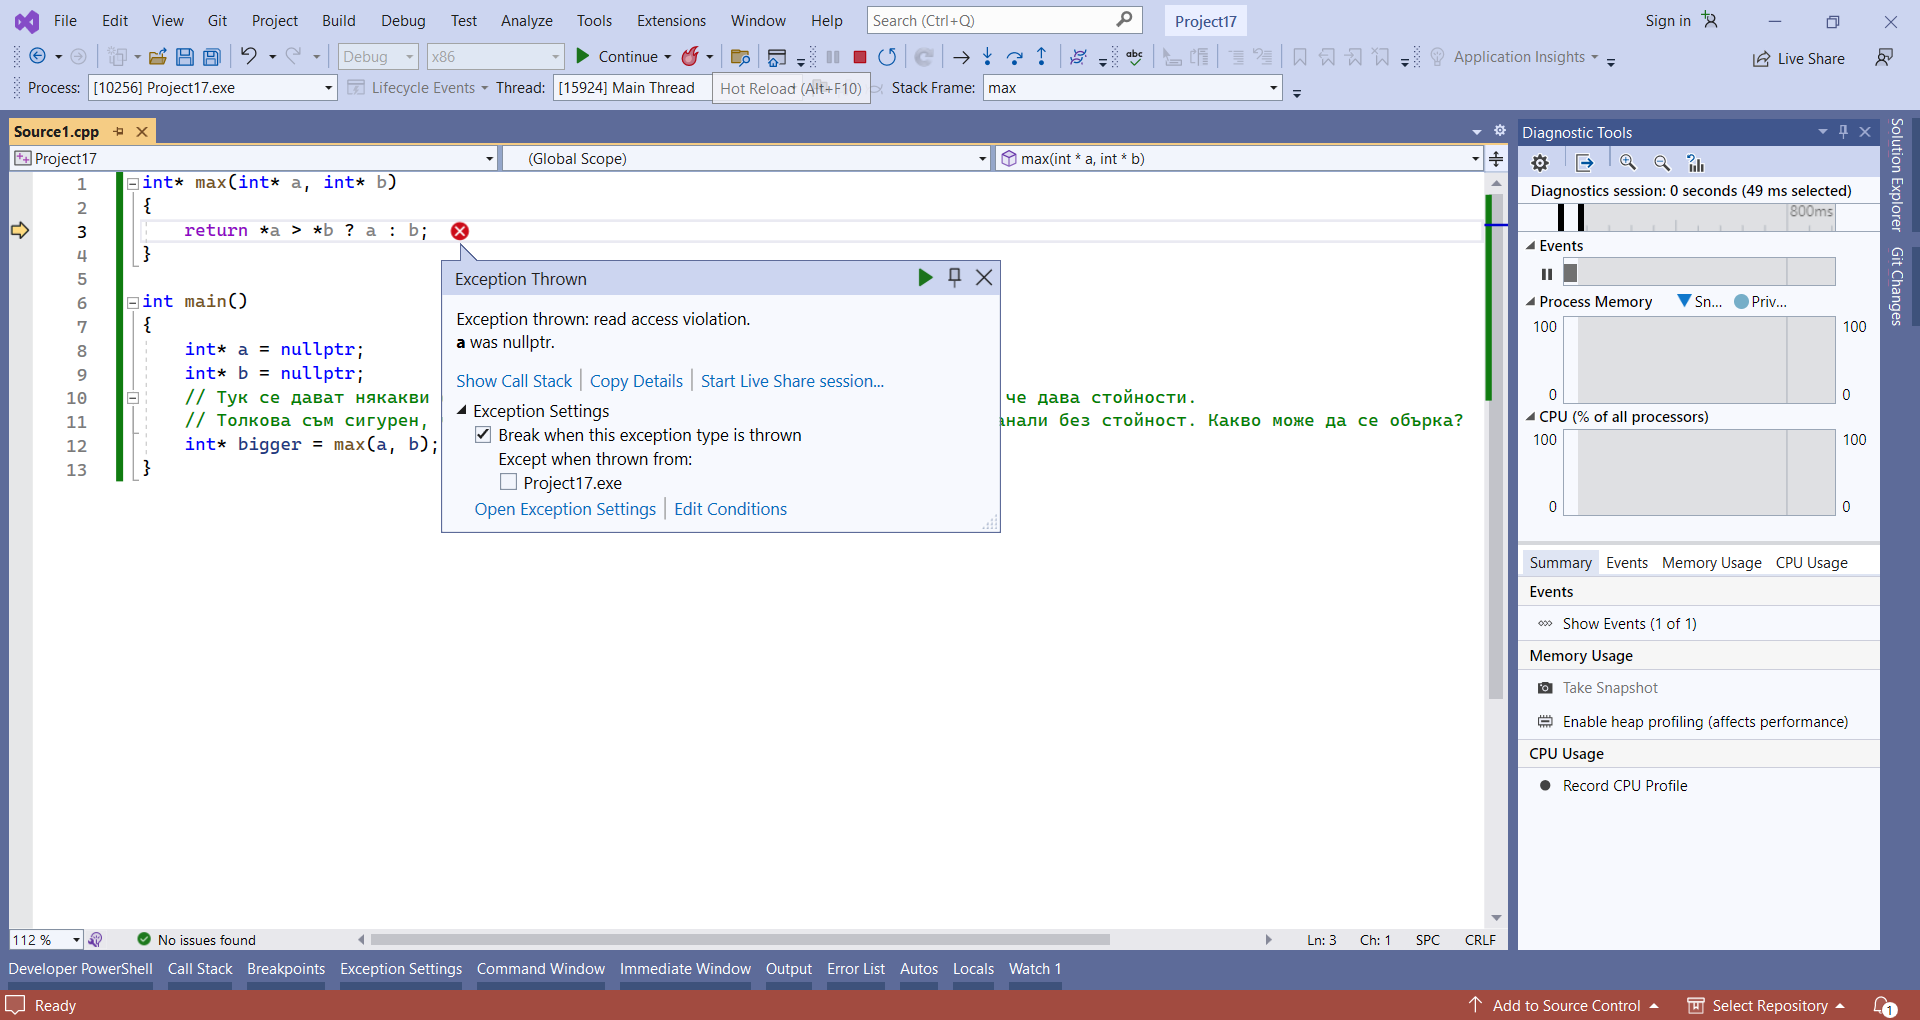 File Edit View Git Project Build Debug Test Analyze Tools Extensions Window Help Search (Ctrl+Q) Project17 Sign in
Debug x86 Continue Application Insights Live Share
Process: [10256] Project17.exe Lifecycle Events Thread: [15924] Main Thread Hot Reload (Alt+F10) Stack Frame: max
Source1.cpp
Project17 (Global Scope) max(int * a, int * b)
1 int* max(int* a, int* b)
2 {
3 return *a > *b ? a : b;
4 }
5
6 int main()
7 {
8 int* a = nullptr;
9 int* b = nullptr;
10 // Тук се дават някакви че дава стойности.
11 // Толкова съм сигурен, анали без стойност. Какво може да се обърка?
12 int* bigger = max(a, b);
13 }
Exception Thrown
Exception thrown: read access violation.
a was nullptr.
Show Call Stack Copy Details Start Live Share session...
Exception Settings
Break when this exception type is thrown
Except when thrown from:
Project17.exe
Open Exception Settings Edit Conditions
Diagnostic Tools
Diagnostics session: 0 seconds (49 ms selected)
800ms
Events
Process Memory Sn... Priv...
100 100
0 0
CPU (% of all processors)
100 100
0 0
Summary Events Memory Usage CPU Usage
Events
Show Events (1 of 1)
Memory Usage
Take Snapshot
Enable heap profiling (affects performance)
CPU Usage
Record CPU Profile
Solution Explorer
Git Changes
112 % No issues found Ln: 3 Ch: 1 SPC CRLF
Developer PowerShell Call Stack Breakpoints Exception Settings Command Window Immediate Window Output Error List Autos Locals Watch 1
Ready Add to Source Control Select Repository 1